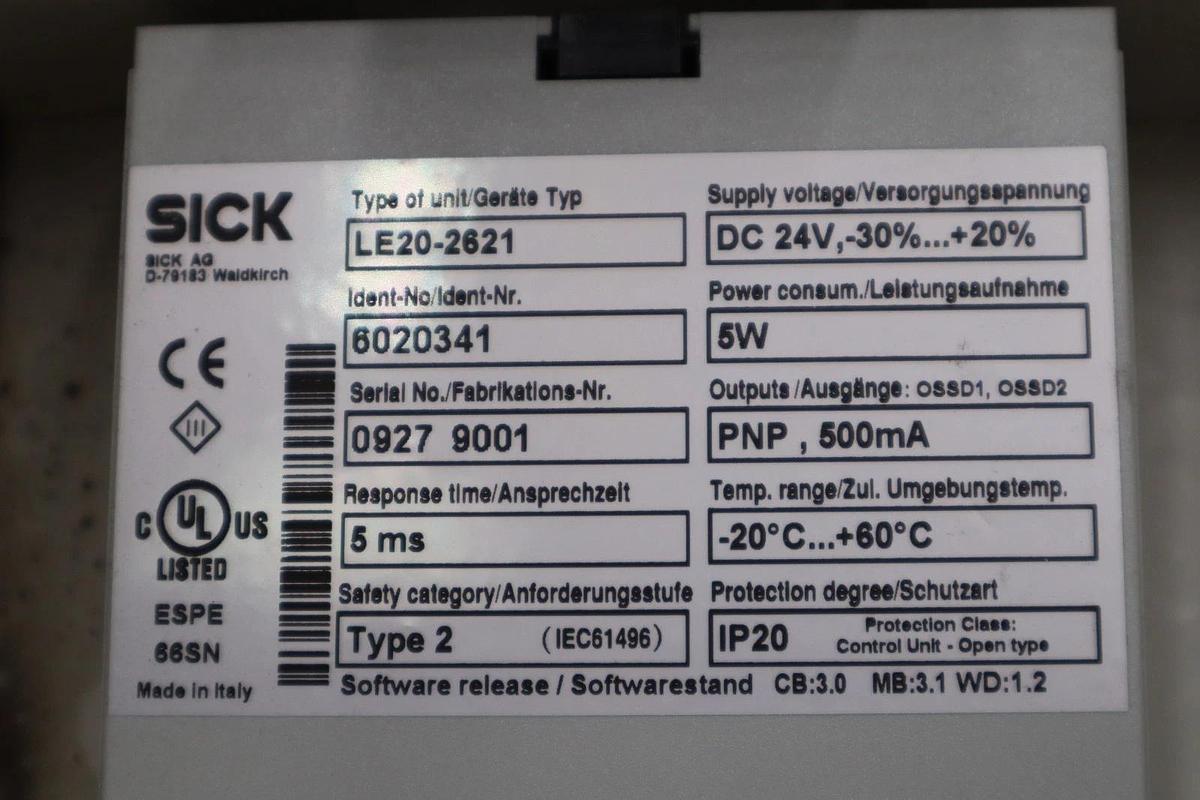 SICK
SICK AG
D-79183 Waldkirch
CE
III
C UL US
LISTED
ESPE
66SN
Made in Italy
Type of unit/Geräte Typ
LE20-2621
Ident-No/Ident-Nr.
6020341
Serial No./Fabrikations-Nr.
0927 9001
Response time/Ansprechzeit
5 ms
Safety category/Anforderungsstufe
Type 2 (IEC61496)
Supply voltage/Versorgungsspannung
DC 24V,-30%...+20%
Power consum./Leistungsaufnahme
5W
Outputs /Ausgänge: OSSD1, OSSD2
PNP , 500mA
Temp. range/Zul. Umgebungstemp.
-20°C...+60°C
Protection degree/Schutzart
IP20 Protection Class:
Control Unit - Open type
Software release / Softwarestand CB:3.0 MB:3.1 WD:1.2